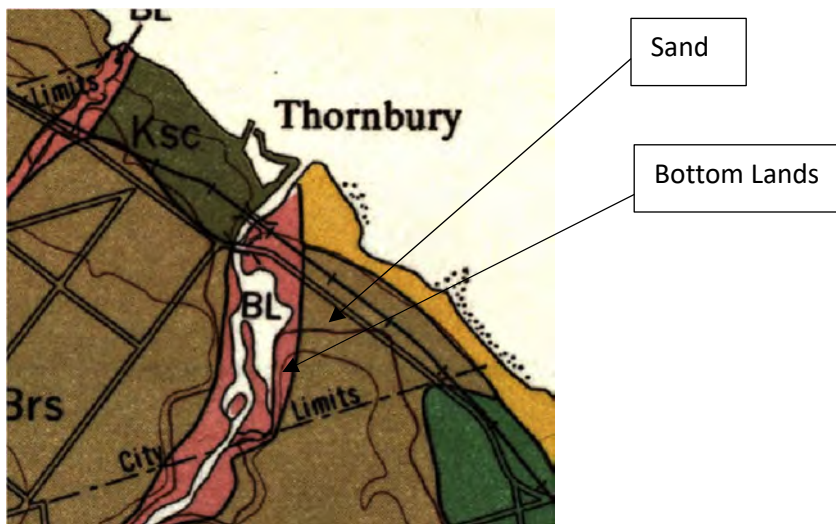 BL
Limits
Ksc
Thornbury
Sand
Bottom Lands
BL
Brs
Limits
City